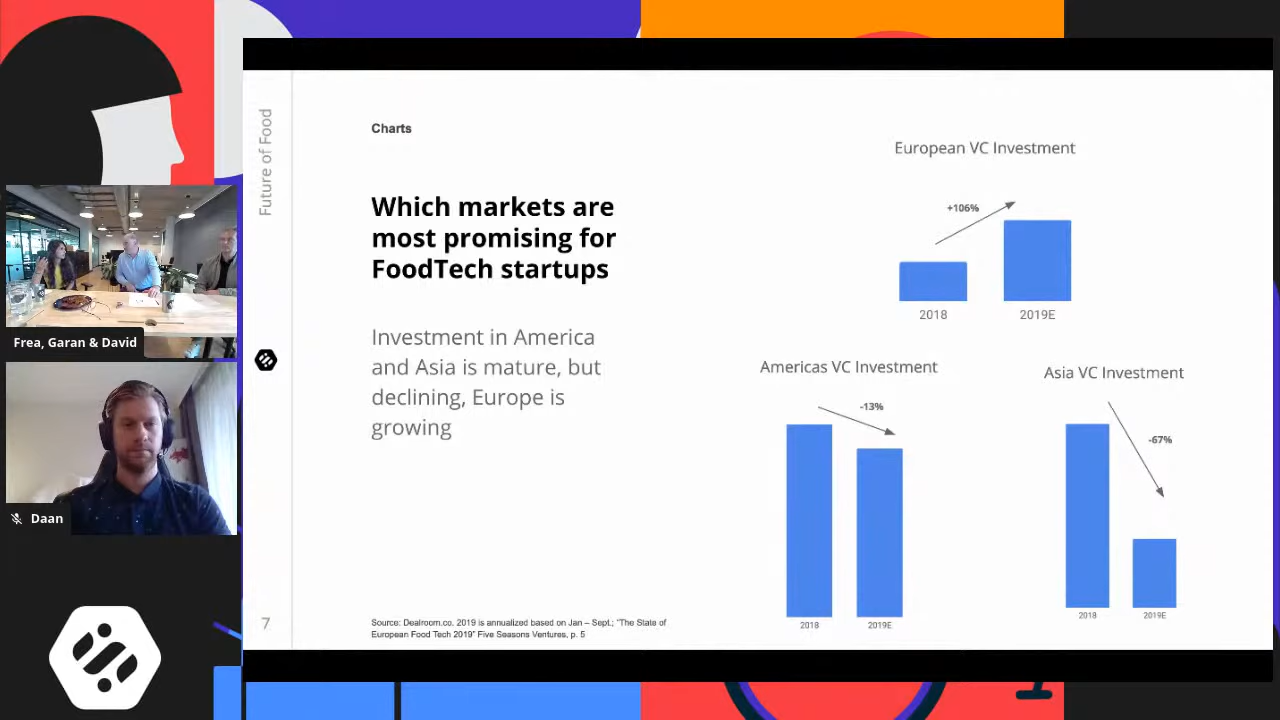 Future of Food
Charts
Which markets are
most promising for
FoodTech startups
Investment in America
and Asia is mature, but
declining, Europe is
growing
European VC Investment
+106%
2018
2019E
Americas VC Investment
-13%
2018
2019E
Asia VC Investment
-67%
2018
2019E
Source: Dealroom.co. 2019 is annualized based on Jan – Sept.; "The State of
European Food Tech 2019" Five Seasons Ventures, p. 5
7
Frea, Garan & David
Daan